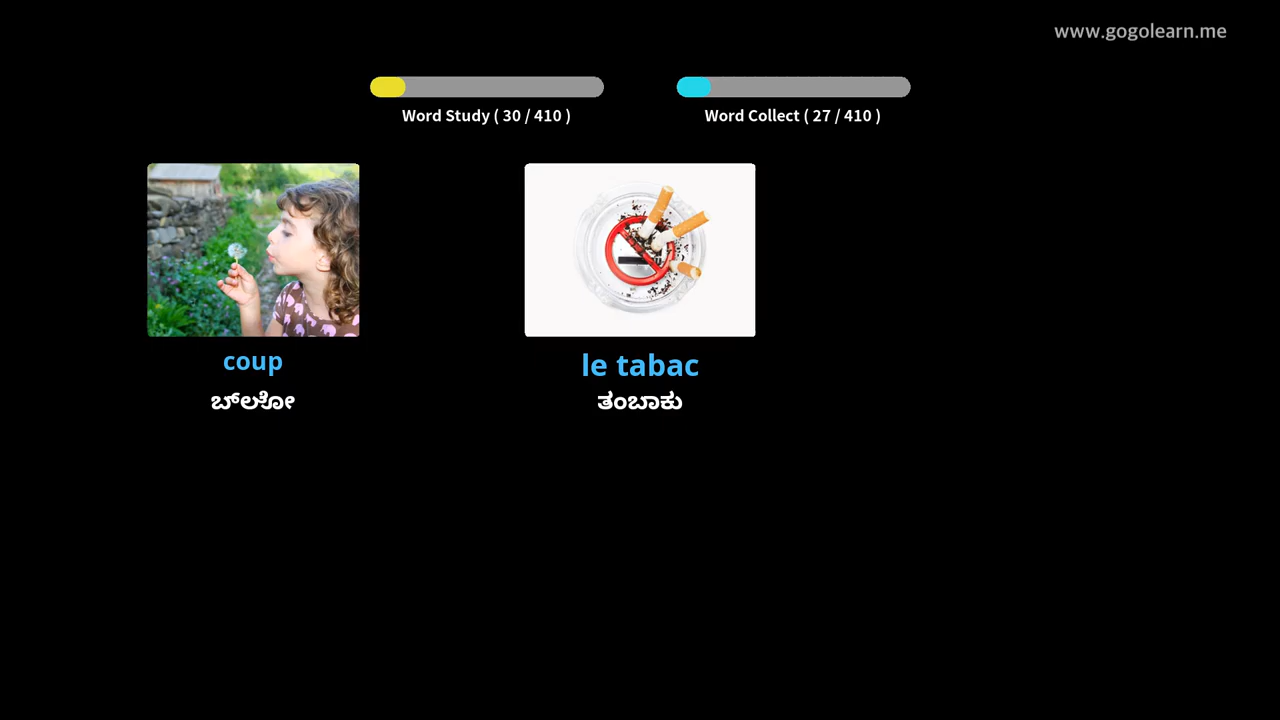 www.gogolearn.me
Word Study ( 30 / 410 )
Word Collect ( 27 / 410 )
coup
ಬ್ಲೋ
le tabac
ತಂಬಾಕು